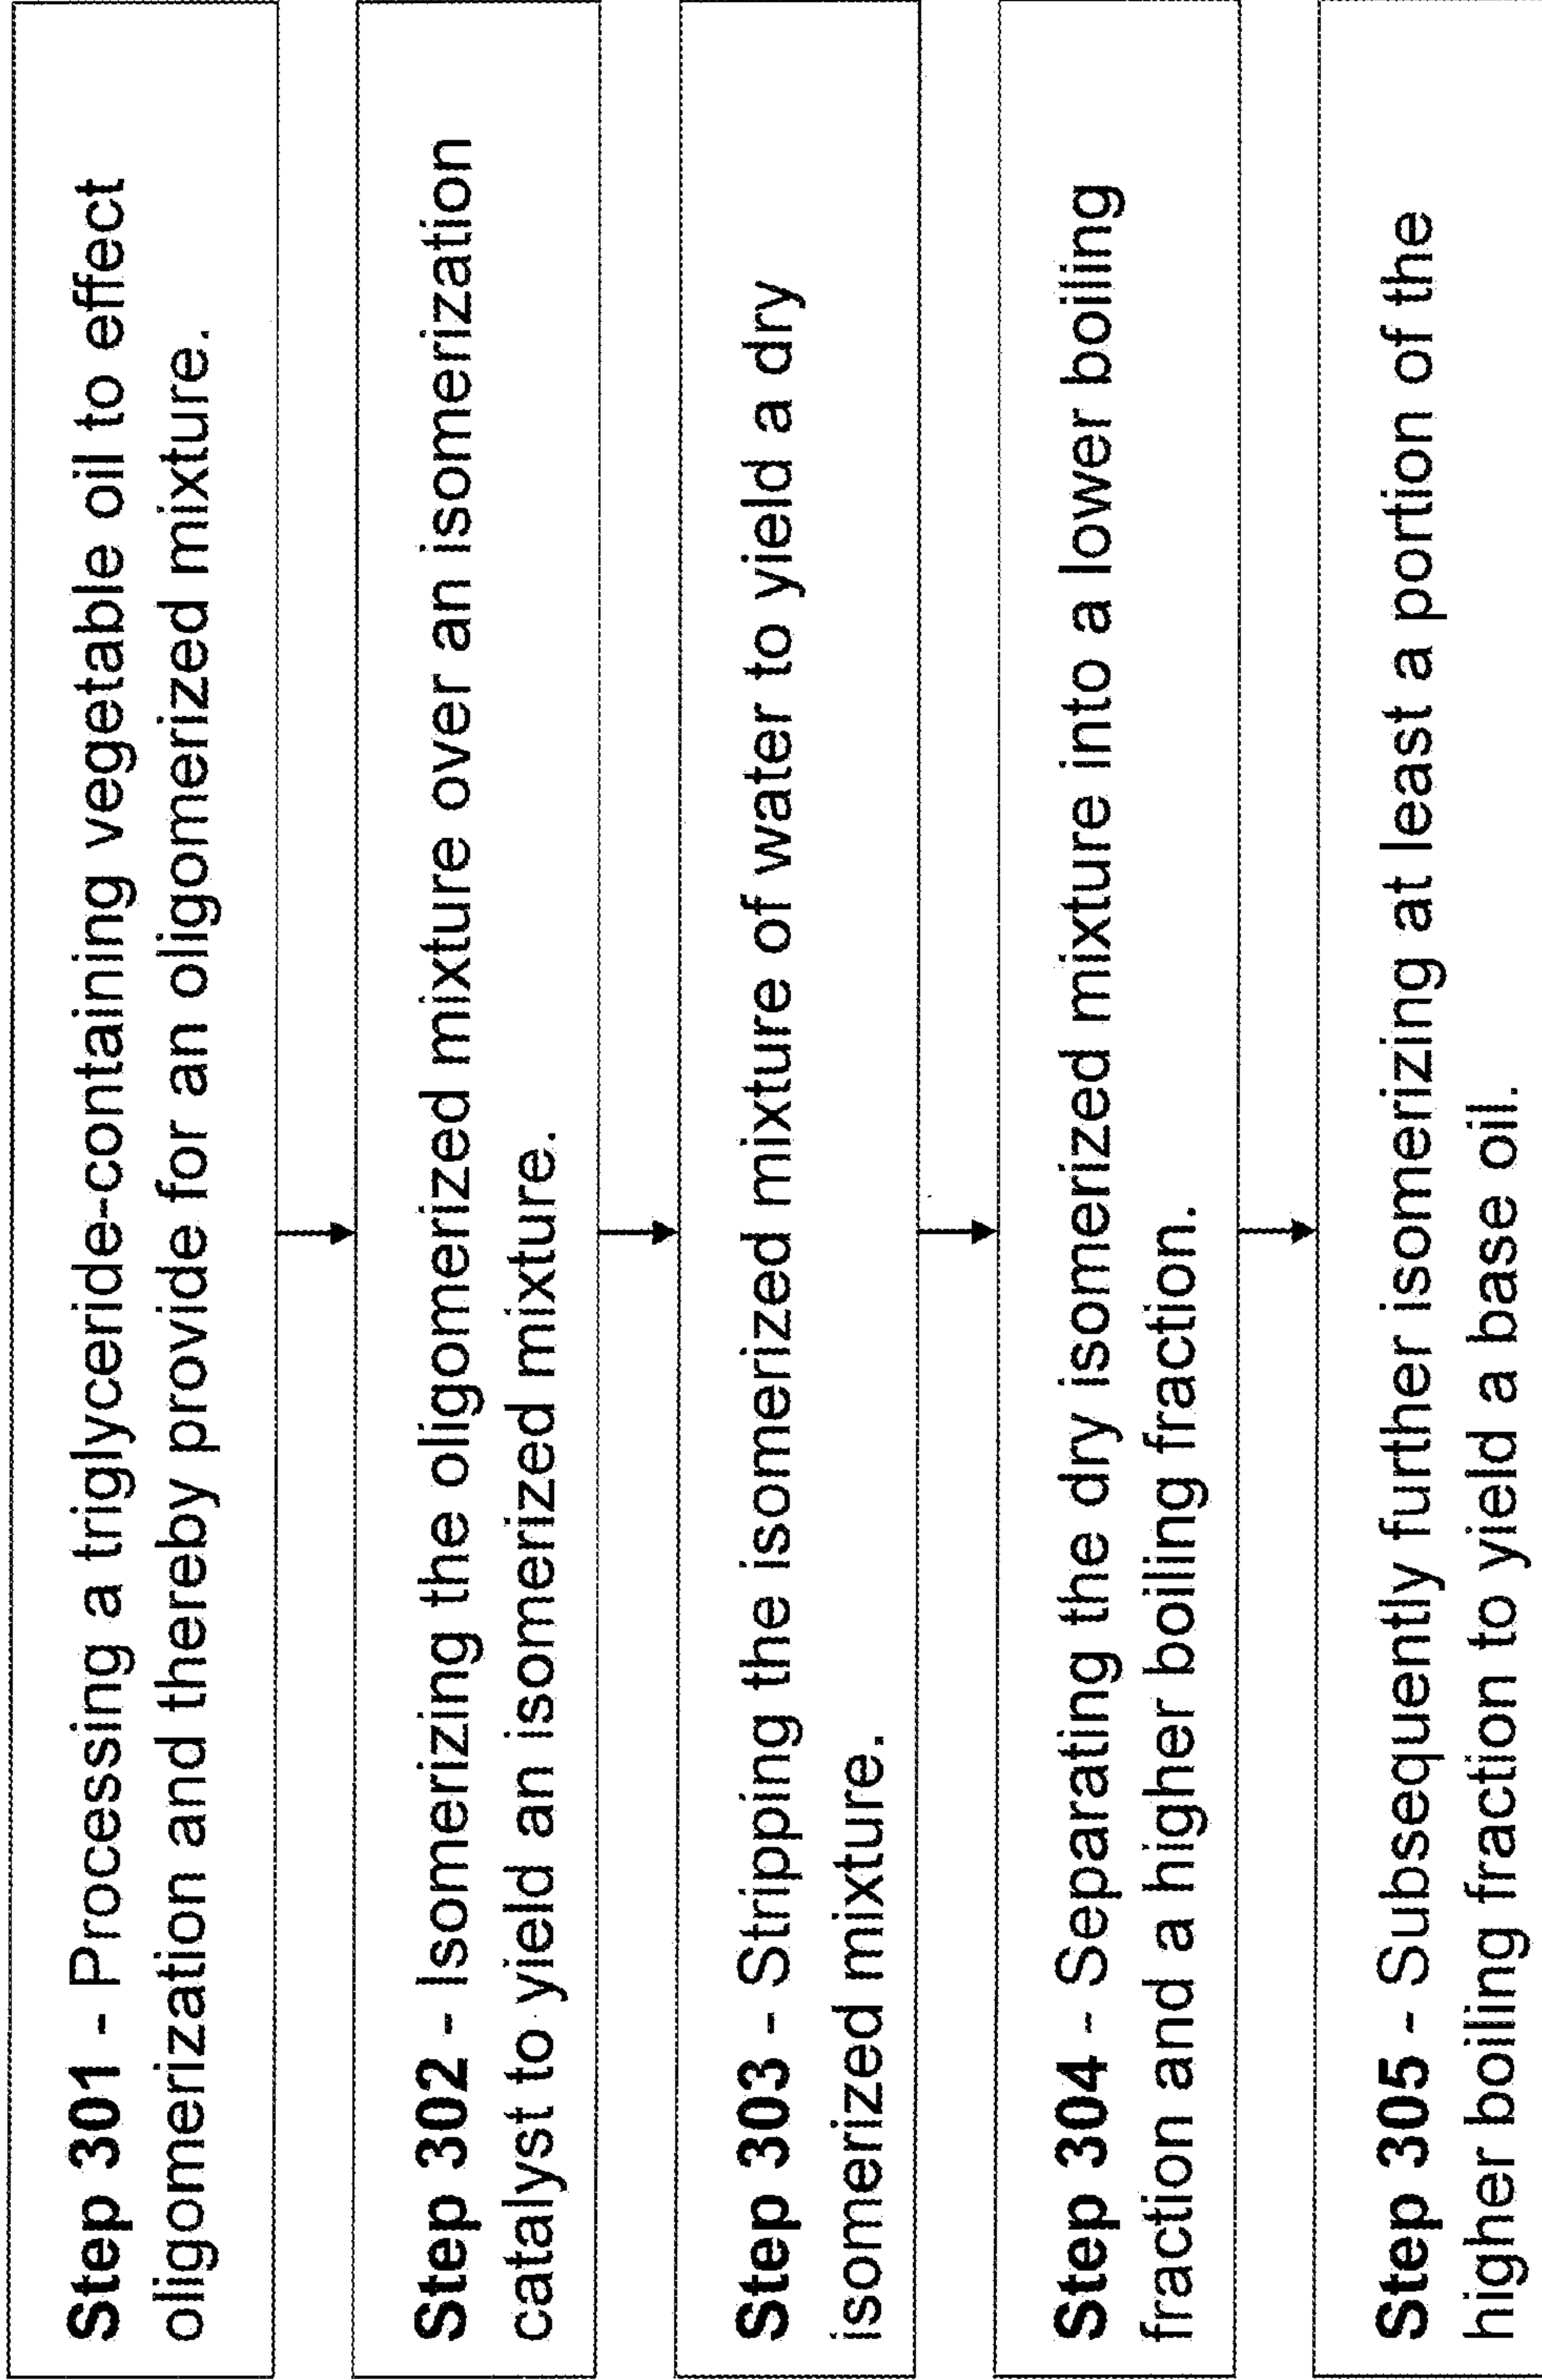 Step 301 - Processing a triglyceride-containing vegetable oil to effect
oligomerization and thereby provide for an oligomerized mixture.
Step 302 - Isomerizing the oligomerized mixture over an isomerization
catalyst to yield an isomerized mixture.
Step 303 - Stripping the isomerized mixture of water to yield a dry
isomerized mixture.
Step 304 - Separating the dry isomerized mixture into a lower boiling
fraction and a higher boiling fraction.
Step 305 - Subsequently further isomerizing at least a portion of the
higher boiling fraction to yield a base oil.